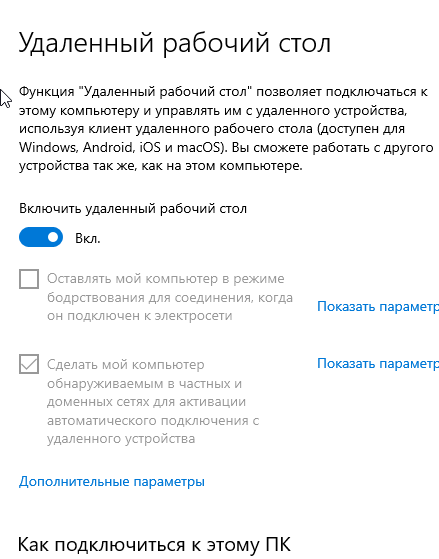 Удаленный рабочий стол
Функция "Удаленный рабочий стол" позволяет подключаться к
этому компьютеру и управлять им с удаленного устройства,
используя клиент удаленного рабочего стола (доступен для
Windows, Android, iOS и macOS). Вы сможете работать с другого
устройства так же, как на этом компьютере.
Включить удаленный рабочий стол
Вкл.
Оставлять мой компьютер в режиме
бодрствования для соединения, когда
он подключен к электросети
Показать параметр
Сделать мой компьютер
обнаруживаемым в частных и
доменных сетях для активации
автоматического подключения с
удаленного устройства
Показать параметр
Дополнительные параметры
Как подключиться к этому ПК